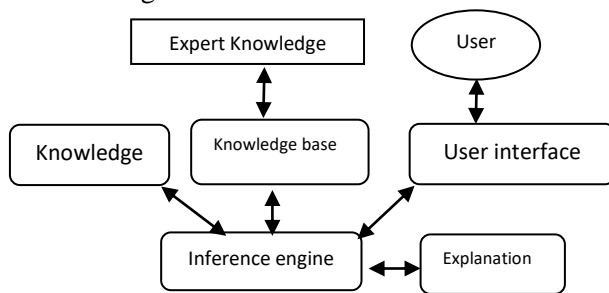 Expert Knowledge
User
Knowledge
Knowledge base
User interface
Inference engine
Explanation